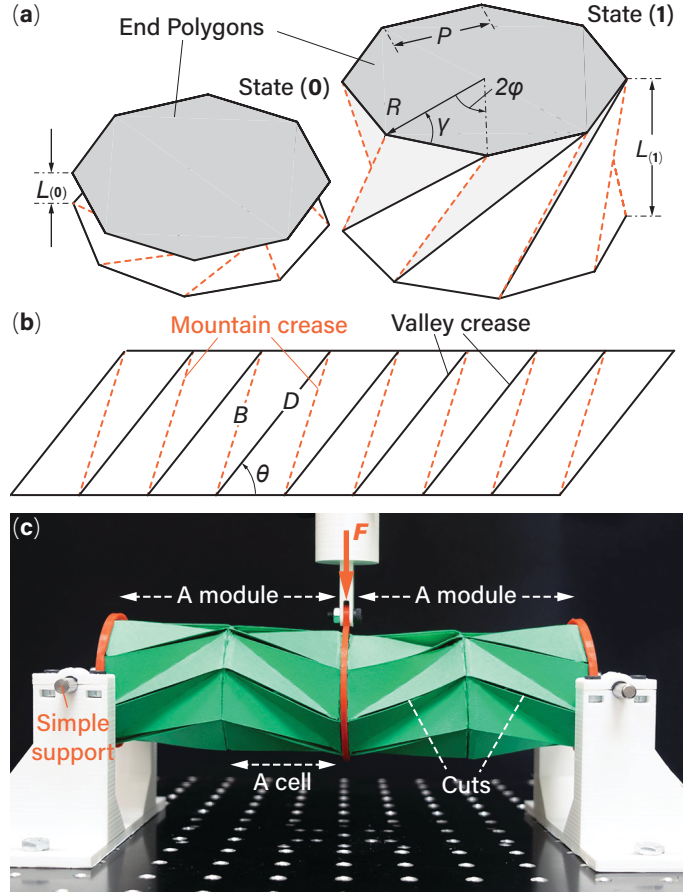 (a)
End Polygons
State (0)
State (1)
P
R
2φ
γ
L(0)
L(1)
(b)
Mountain crease
Valley crease
B
D
θ
(c)
F
A module
A module
Simple
support
A cell
Cuts